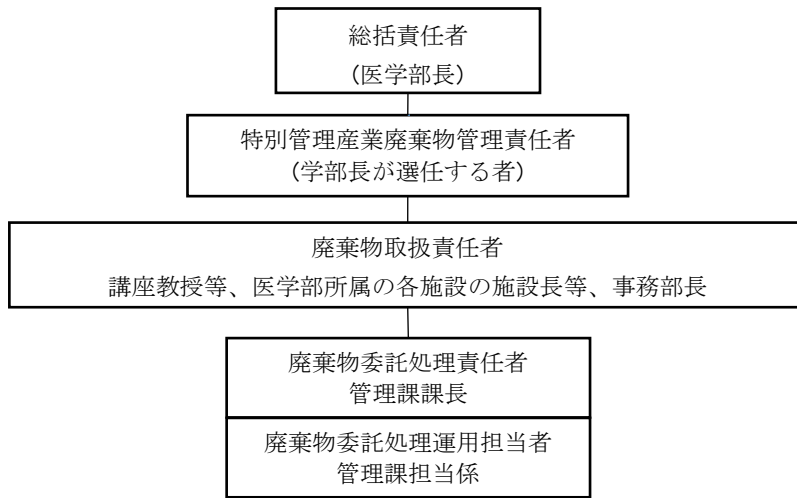 総括責任者
(医学部長)
特別管理産業廃棄物管理責任者
(学部長が選任する者)
廃棄物取扱責任者
講座教授等、医学部所属の各施設の施設長等、事務部長
廃棄物委託処理責任者
管理課課長
廃棄物委託処理運用担当者
管理課担当係